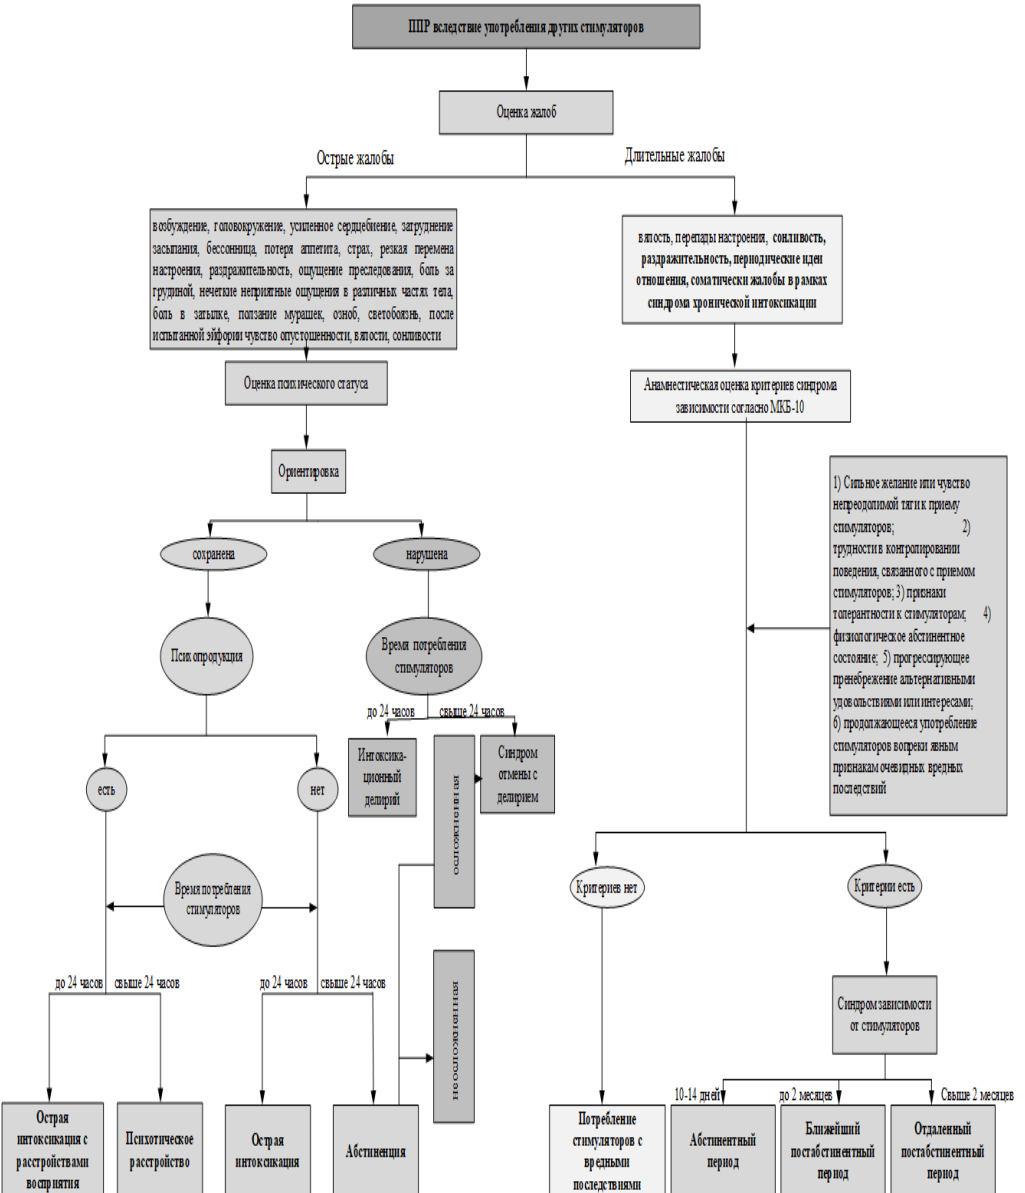 ППР вследствие употребления других стимуляторов
Оценка жалоб
Острые жалобы
Длительные жалобы
возбуждение, головокружение, усиленное сердцебиение, затруднение
засыпания, бессонница, потеря аппетита, страх, резкая перемена
настроения, раздражительность, ощущение преследования, боль за
грудиной, нечеткие неприятные ощущения в различных частях тела,
боль в затылке, ползание мурашек, озноб, светобоязнь, после
испытанной эйфории чувство опустошенности, вялости, сонливости
вялость, перепады настроения, сонливость,
раздражительность, периодические идеи
отношения, соматически жалобы в рамках
синдрома хронической интоксикации
Оценка психического статуса
Анамнестическая оценка критериев синдрома
зависимости согласно МКБ-10
Ориентировка
1) Сильное желание или чувство
непреодолимой тяги к приему
стимуляторов; 2)
трудности в контролировании
поведения, связанного с приемом
стимуляторов; 3) признаки
толерантности к стимуляторам; 4)
физиологическое абстинентное
состояние; 5) прогрессирующее
пренебрежение альтернативными
удовольствиями или интересами;
6) продолжающееся употребление
стимуляторов вопреки явным
признакам очевидных вредных
последствий
сохранена
нарушена
Психопродукция
Время потребления
стимуляторов
до 24 часов
свыше 24 часов
Интоксика-
ционный
делирий
осложненная
Синдром
отмены с
делирием
есть
нет
Время потребления
стимуляторов
Критериев нет
Критерии есть
неосложненная
до 24 часов
свыше 24 часов
до 24 часов
свыше 24 часов
Синдром зависимости
от стимуляторов
10-14 дней
до 2 месяцев
Свыше 2 месяцев
Острая
интоксикация с
расстройствами
восприятия
Психотическое
расстройство
Острая
интоксикация
Абстиненция
Потребление
стимуляторов с
вредными
последствиями
Абстинентный
период
Ближейший
постабстинентный
период
Отдаленный
постабстинентный
период